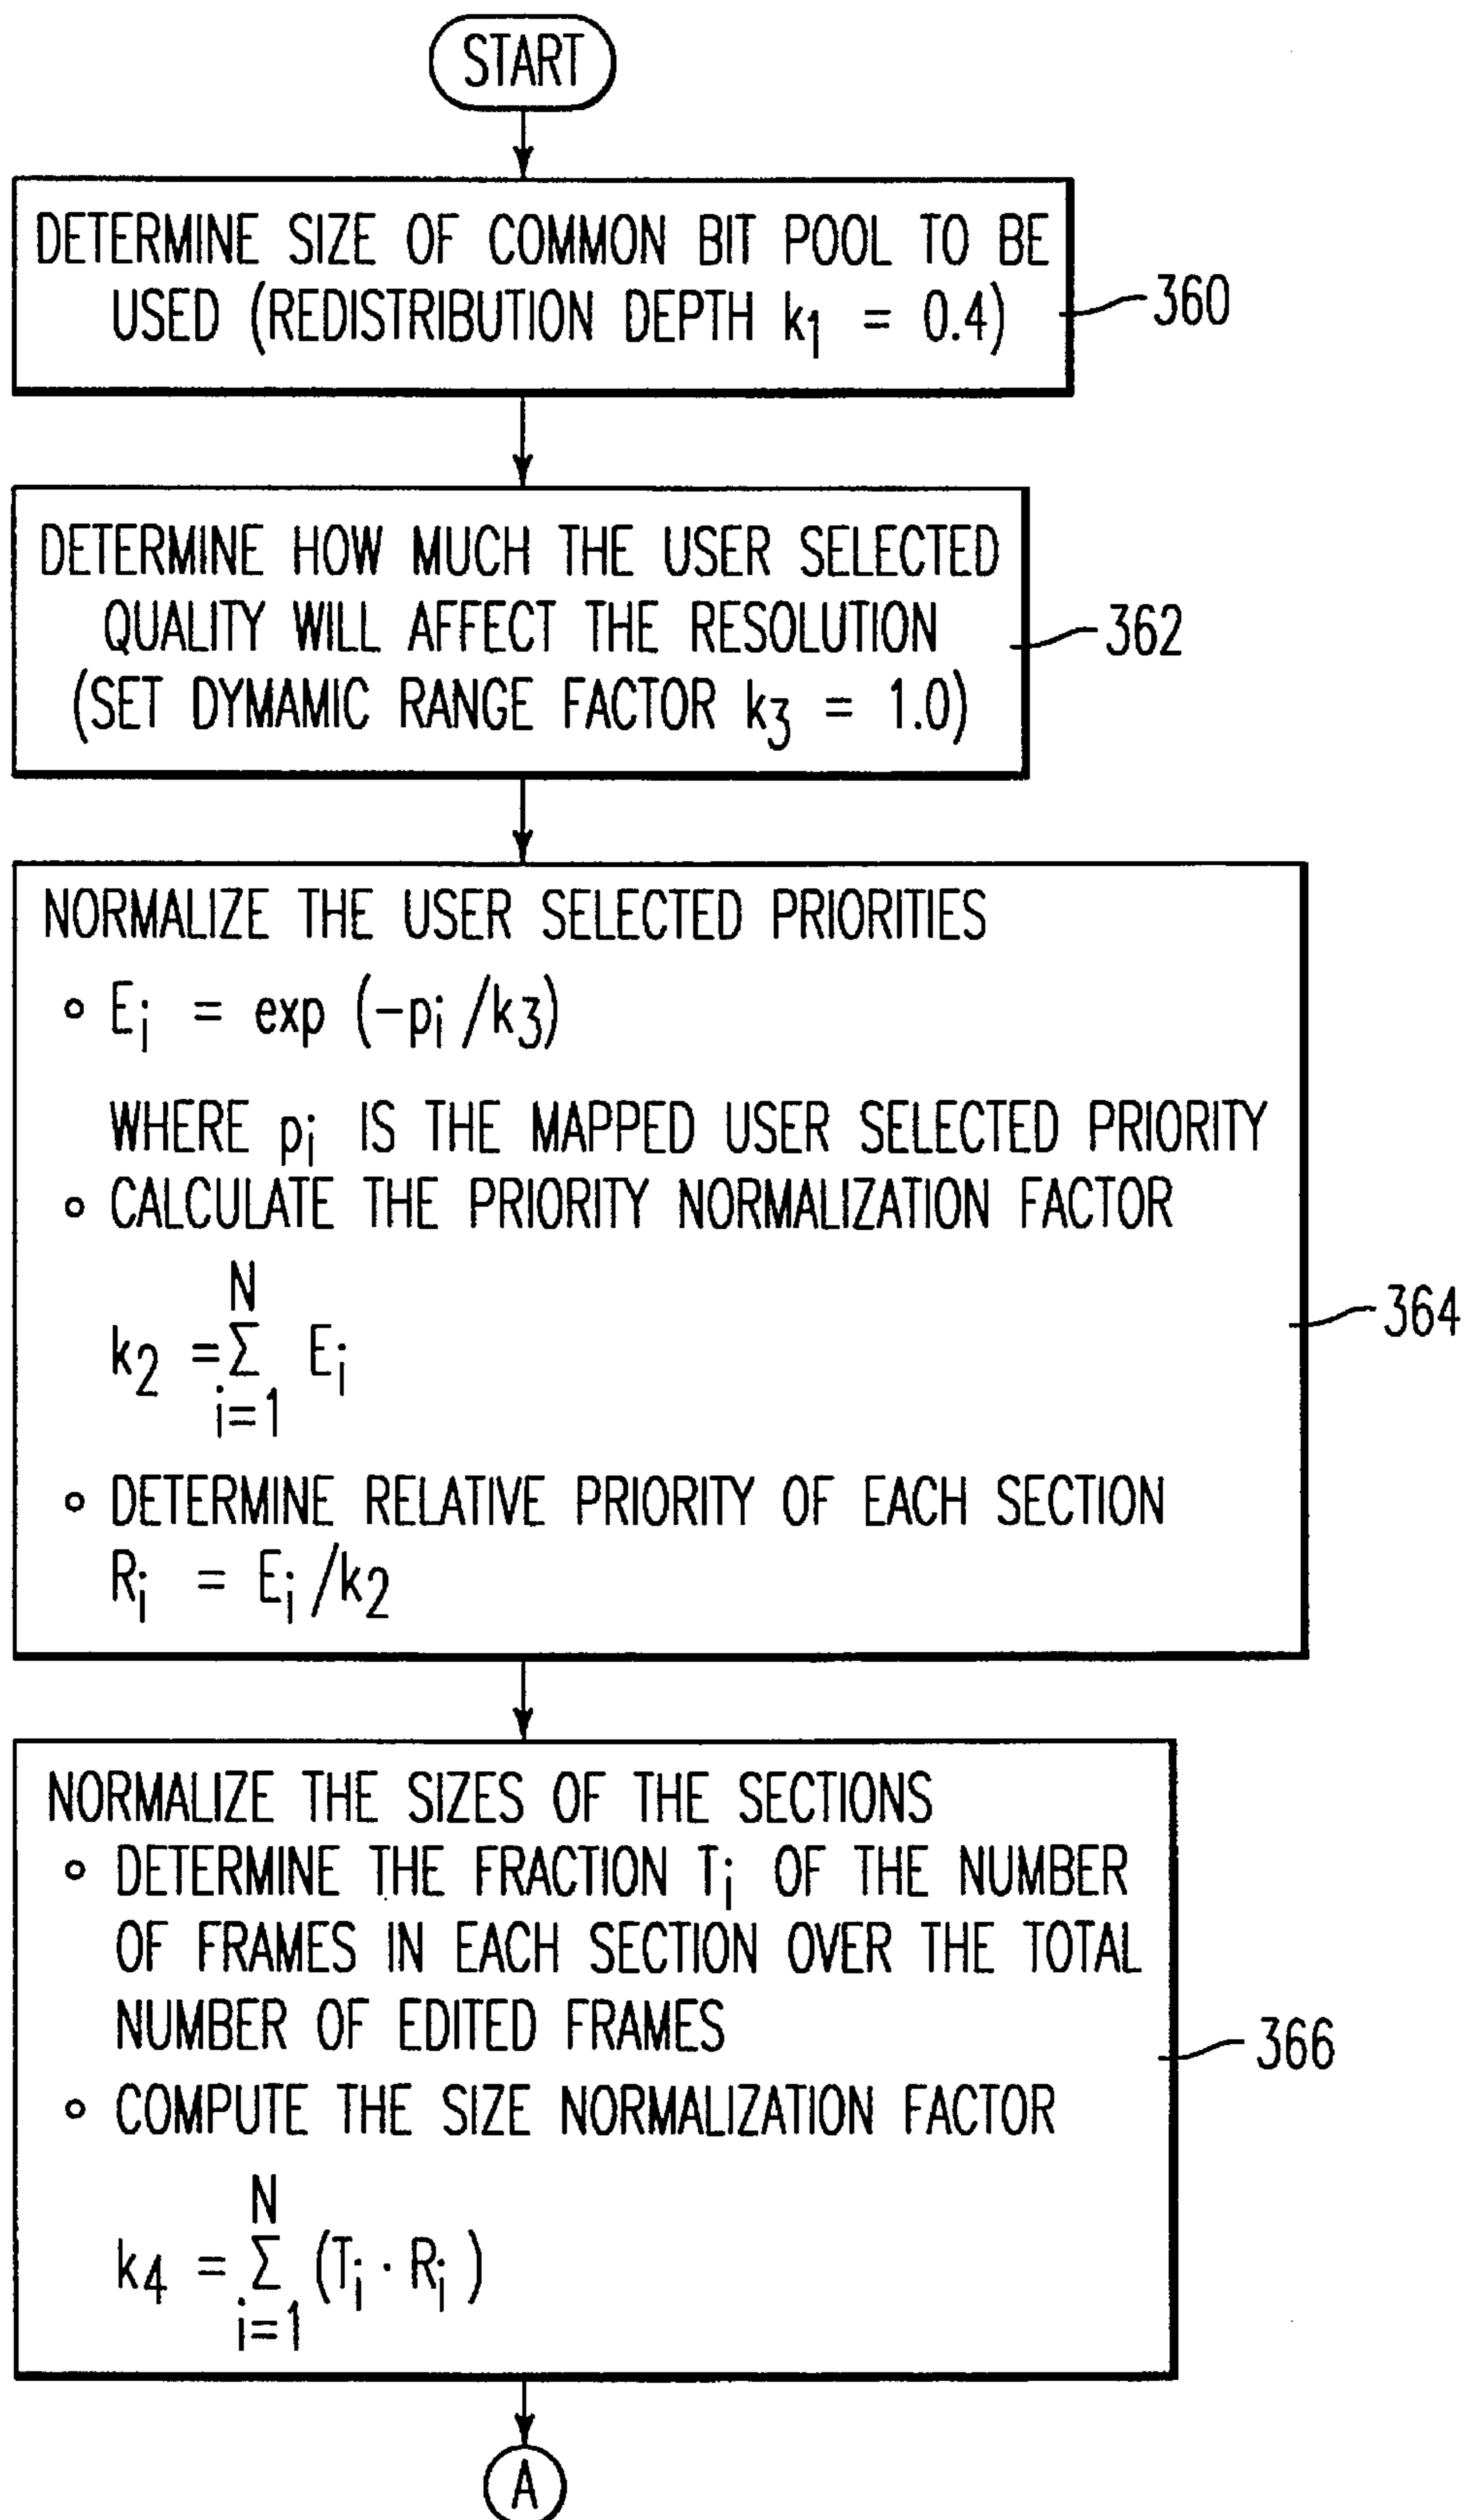 START
DETERMINE SIZE OF COMMON BIT POOL TO BE
USED (REDISTRIBUTION DEPTH k1 = 0.4)
360
DETERMINE HOW MUCH THE USER SELECTED
QUALITY WILL AFFECT THE RESOLUTION
(SET DYMAMIC RANGE FACTOR k3 = 1.0)
362
NORMALIZE THE USER SELECTED PRIORITIES
∘ Ei = exp (-pi/k3)
WHERE pi IS THE MAPPED USER SELECTED PRIORITY
∘ CALCULATE THE PRIORITY NORMALIZATION FACTOR
N
k2 =Σ Ei
i=1
364
∘ DETERMINE RELATIVE PRIORITY OF EACH SECTION
Ri = Ei/k2
NORMALIZE THE SIZES OF THE SECTIONS
∘ DETERMINE THE FRACTION Ti OF THE NUMBER
OF FRAMES IN EACH SECTION OVER THE TOTAL
NUMBER OF EDITED FRAMES
366
∘ COMPUTE THE SIZE NORMALIZATION FACTOR
N
k4 = Σ (Ti · Ri)
i=1
A